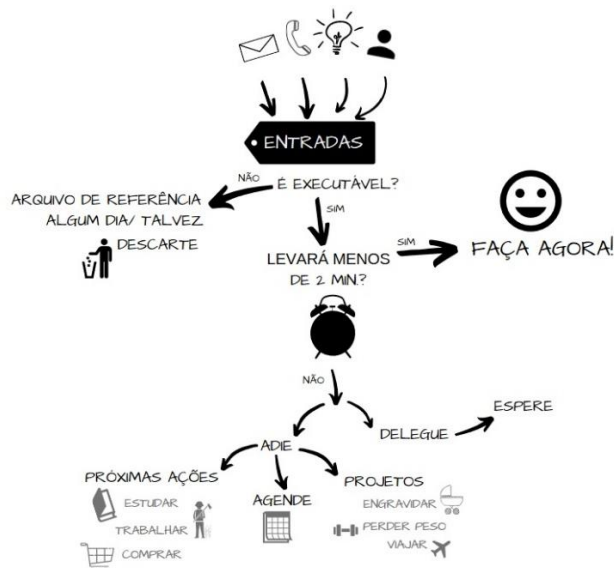 ENTRADAS
É EXECUTÁVEL?
NÃO
ARQUIVO DE REFERÊNCIA
ALGUM DIA/ TALVEZ
DESCARTE
SIM
LEVARÁ MENOS
DE 2 MIN.?
SIM
FAÇA AGORA!
NÃO
ADIE
DELEGUE
ESPERE
PRÓXIMAS AÇÕES
ESTUDAR
TRABALHAR
COMPRAR
AGENDE
PROJETOS
ENGRAVIDAR
PERDER PESO
VIAJAR